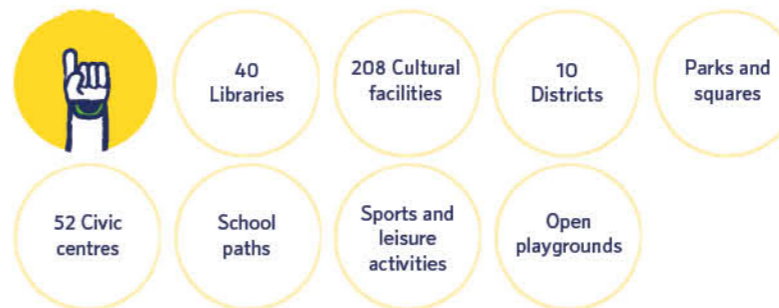 40
Libraries
208 Cultural
facilities
10
Districts
Parks and
squares
52 Civic
centres
School
paths
Sports and
leisure
activities
Open
playgrounds